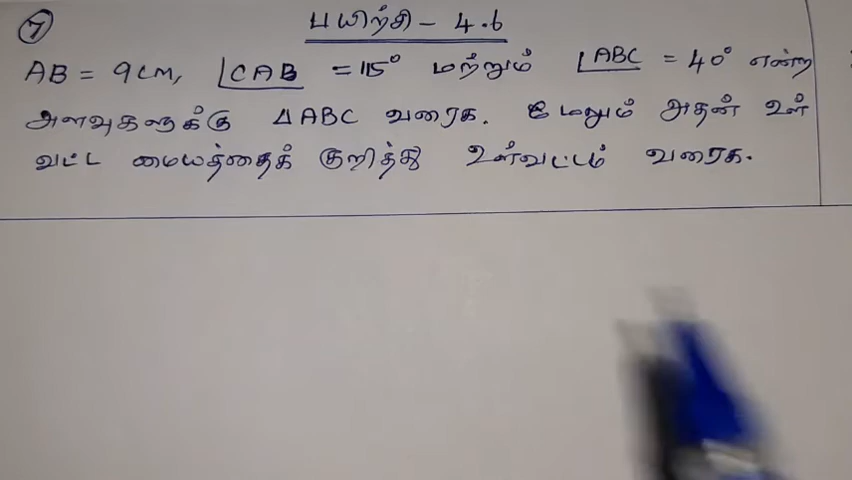 7 பயிற்சி - 4.6
AB = 9cm, ∠CAB = 115° மற்றும் ∠ABC = 40° என்ற
அளவுகளுக்கு ΔABC வரைக. மேலும் அதன் உள்
வட்ட மையத்தைக் குறித்து உள்வட்டம் வரைக.